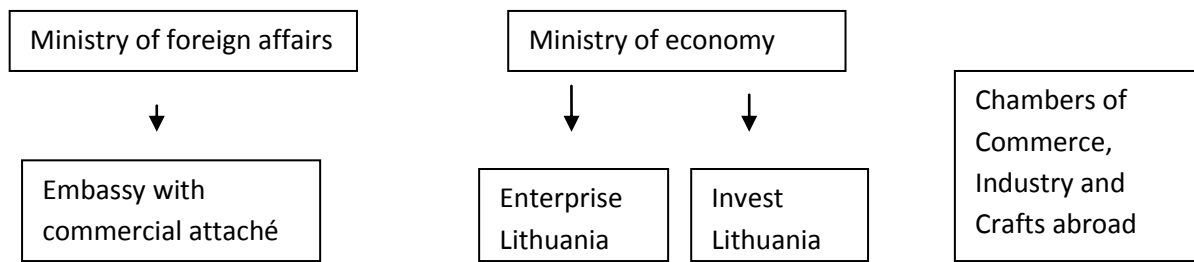 Ministry of foreign affairs
Ministry of economy
Chambers of
Commerce,
Industry and
Crafts abroad
Embassy with
commercial attaché
Enterprise
Lithuania
Invest
Lithuania